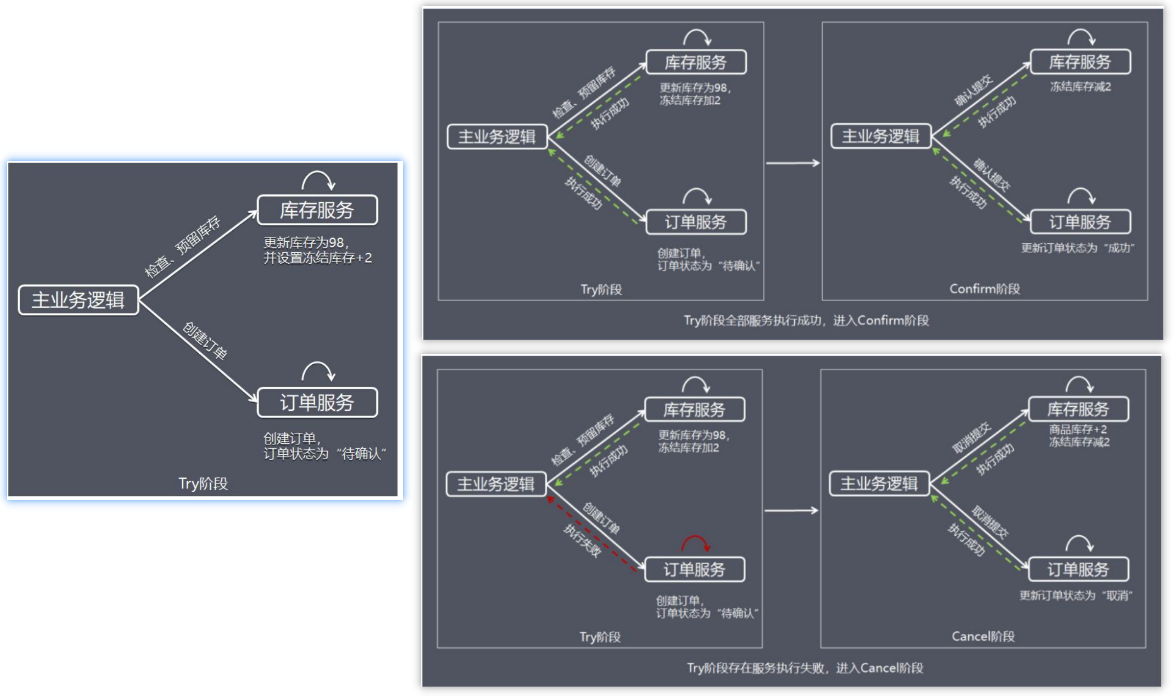 库存服务
检查、预留库存
更新库存为98，
并设置冻结库存+2
主业务逻辑
创建订单
订单服务
创建订单，
订单状态为“待确认”
Try阶段
库存服务
检查、预留库存
更新库存为98，
冻结库存加2
执行成功
主业务逻辑
创建订单
执行成功
订单服务
创建订单，
订单状态为“待确认”
Try阶段
库存服务
确认提交
冻结库存减2
执行成功
主业务逻辑
确认提交
执行成功
订单服务
更新订单状态为“成功”
Confirm阶段
Try阶段全部服务执行成功，进入Confirm阶段
库存服务
检查、预留库存
更新库存为98，
冻结库存加2
执行成功
主业务逻辑
创建订单
执行失败
订单服务
创建订单，
订单状态为“待确认”
Try阶段
库存服务
取消提交
商品库存+2
冻结库存减2
执行成功
主业务逻辑
取消提交
执行成功
订单服务
更新订单状态为“取消”
Cancel阶段
Try阶段存在服务执行失败，进入Cancel阶段